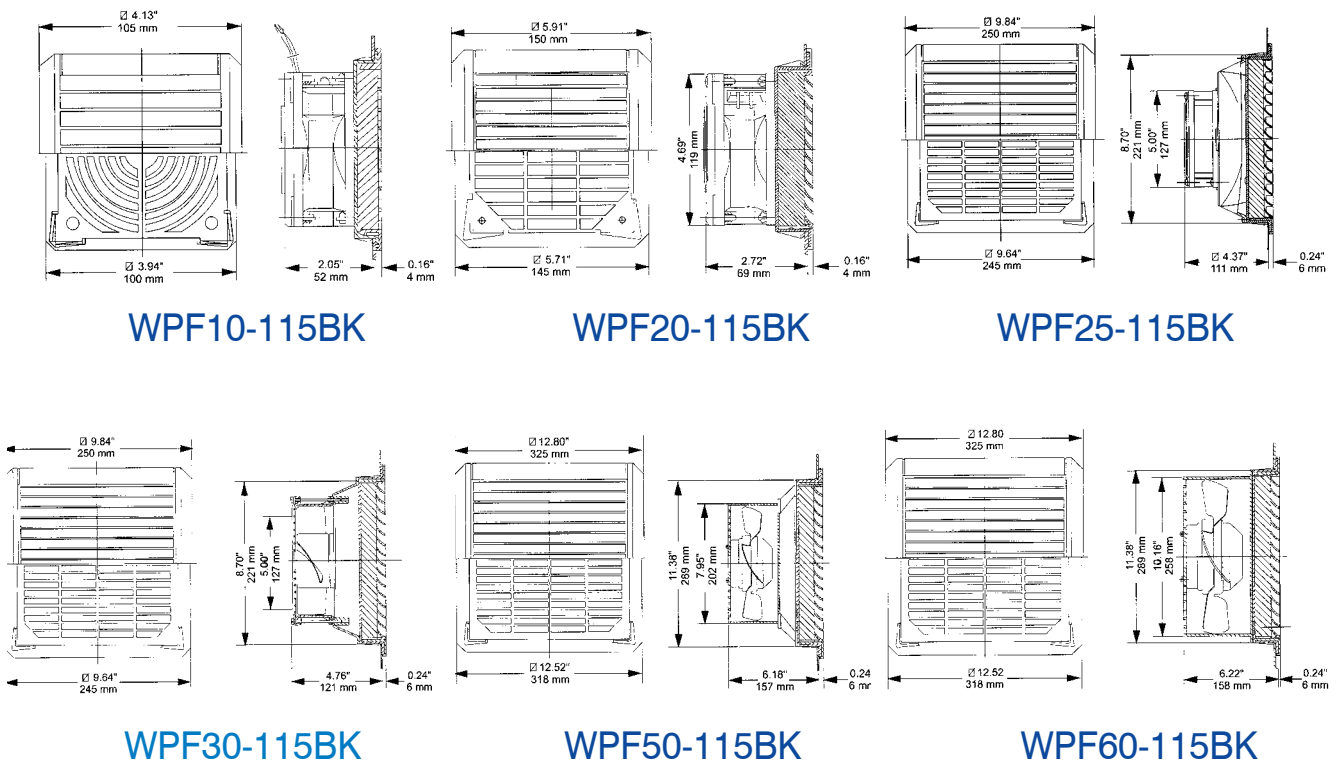 ☐ 4.13"
105 mm
☐ 3.94"
100 mm
2.05"
52 mm
0.16"
4 mm
WPF10-115BK
☐ 5.91"
150 mm
☐ 5.71"
145 mm
4.69"
119 mm
2.72"
69 mm
0.16"
4 mm
WPF20-115BK
☐ 9.84"
250 mm
☐ 9.64"
245 mm
8.70"
221 mm
5.00"
127 mm
☐ 4.37"
111 mm
0.24"
6 mm
WPF25-115BK
☐ 9.84"
250 mm
☐ 9.64"
245 mm
8.70"
221 mm
5.00"
127 mm
4.76"
121 mm
0.24"
6 mm
WPF30-115BK
☐ 12.80"
325 mm
☐ 12.52"
318 mm
11.38"
289 mm
7.95"
202 mm
6.18"
157 mm
0.24
6 mr
WPF50-115BK
☐ 12.80
325 mm
☐ 12.52
318 mm
11.38"
289 mm
10.16"
258 mm
6.22"
158 mm
0.24"
6 mm
WPF60-115BK